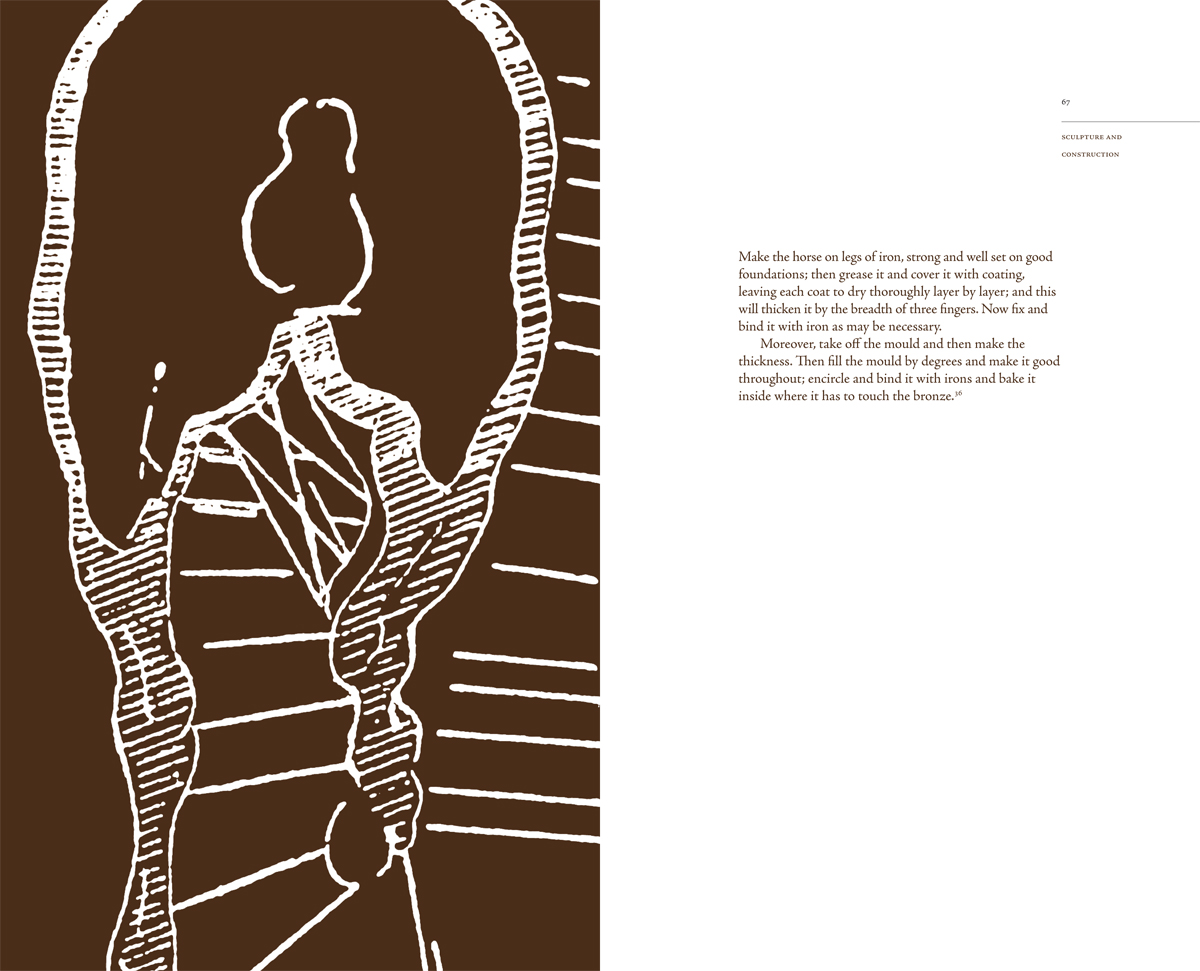 67
SCULPTURE AND
CONSTRUCTION
Make the horse on legs of iron, strong and well set on good
foundations; then grease it and cover it with coating,
leaving each coat to dry thoroughly layer by layer; and this
will thicken it by the breadth of three fingers. Now fix and
bind it with iron as may be necessary.
Moreover, take off the mould and then make the
thickness. Then fill the mould by degrees and make it good
throughout; encircle and bind it with irons and bake it
inside where it has to touch the bronze.36